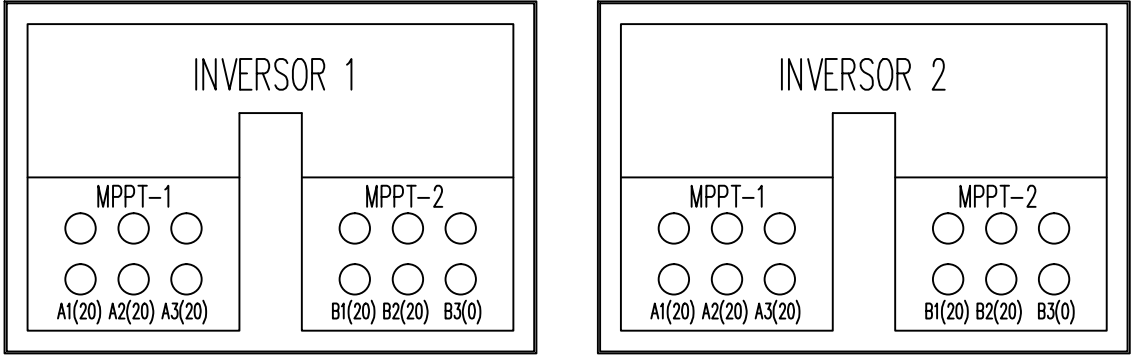 INVERSOR 1
MPPT-1
A1(20) A2(20) A3(20)
MPPT-2
B1(20) B2(20) B3(0)
INVERSOR 2
MPPT-1
A1(20) A2(20) A3(20)
MPPT-2
B1(20) B2(20) B3(0)